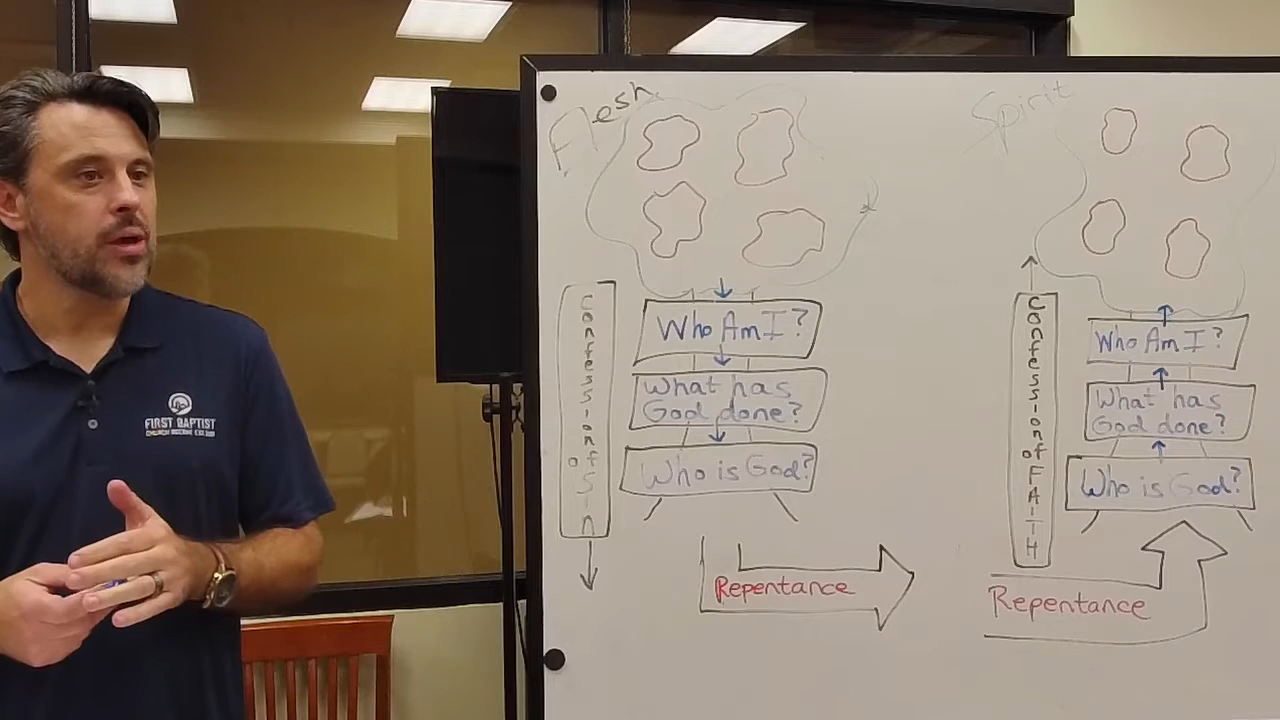 Flesh
Who Am I?
What has
God done?
Who is God?
Confession of Sin
Repentance
Spirit
Who Am I?
What has
God done?
Who is God?
Confession of FAITH
Repentance
FIRST BAPTIST
CHURCH